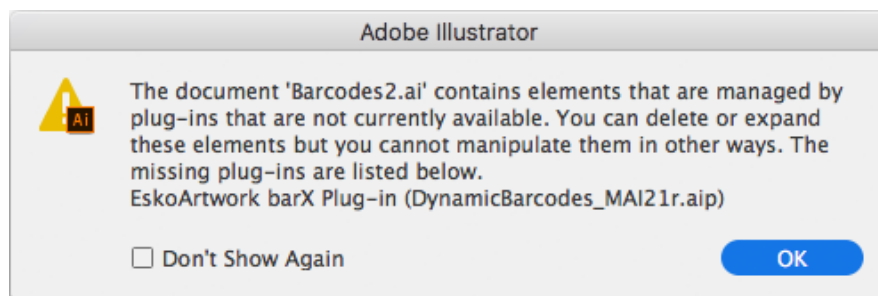 Adobe Illustrator
The document 'Barcodes2.ai' contains elements that are managed by
plug-ins that are not currently available. You can delete or expand
these elements but you cannot manipulate them in other ways. The
missing plug-ins are listed below.
EskoArtwork barX Plug-in (DynamicBarcodes_MAI21r.aip)
Ai
Don't Show Again
OK